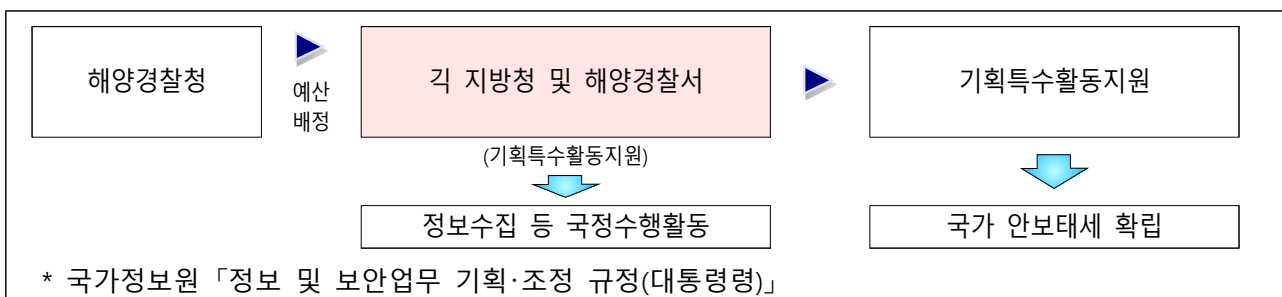 해양경찰청
예산
배정
긱 지방청 및 해양경찰서
기획특수활동지원
(기획특수활동지원)
정보수집 등 국정수행활동
국가 안보태세 확립
* 국가정보원「정보 및 보안업무 기획·조정 규정(대통령령)」